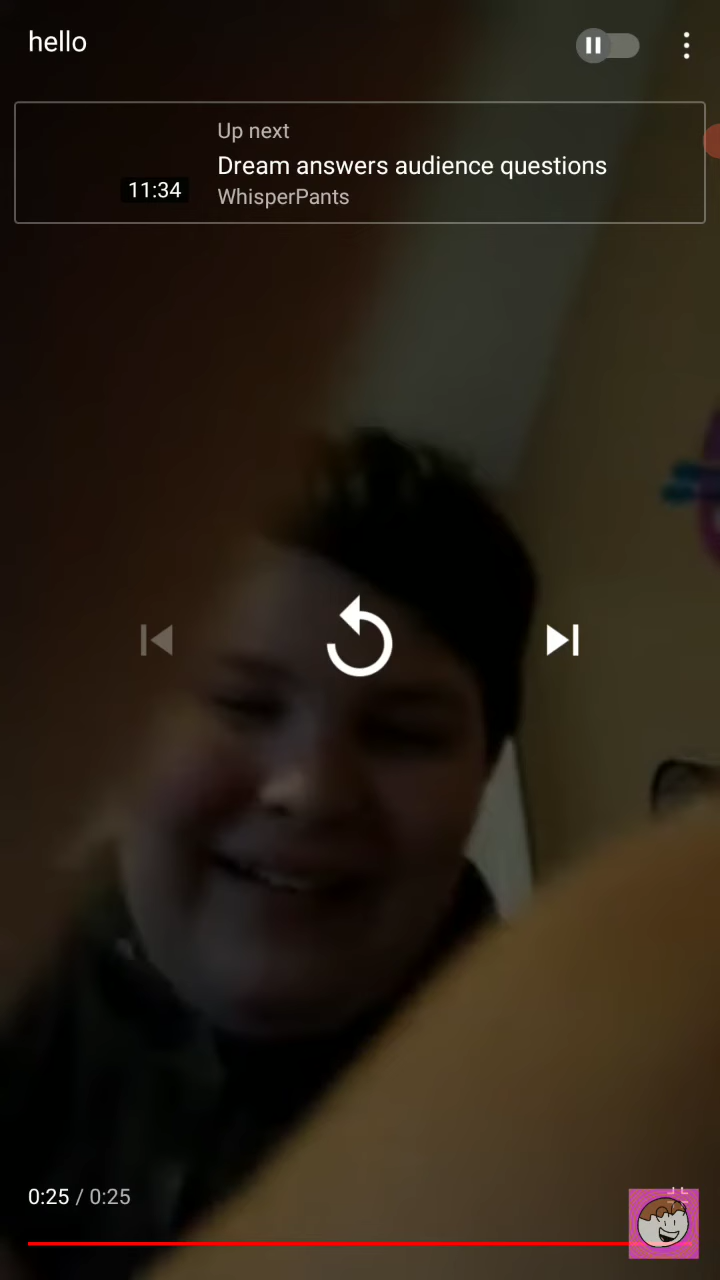 hello
Up next
Dream answers audience questions
11:34
WhisperPants
0:25 / 0:25